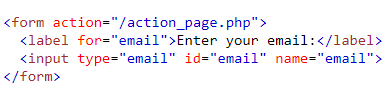 <form action="/action_page.php">
  <label for="email">Enter your email:</label>
  <input type="email" id="email" name="email">
</form>